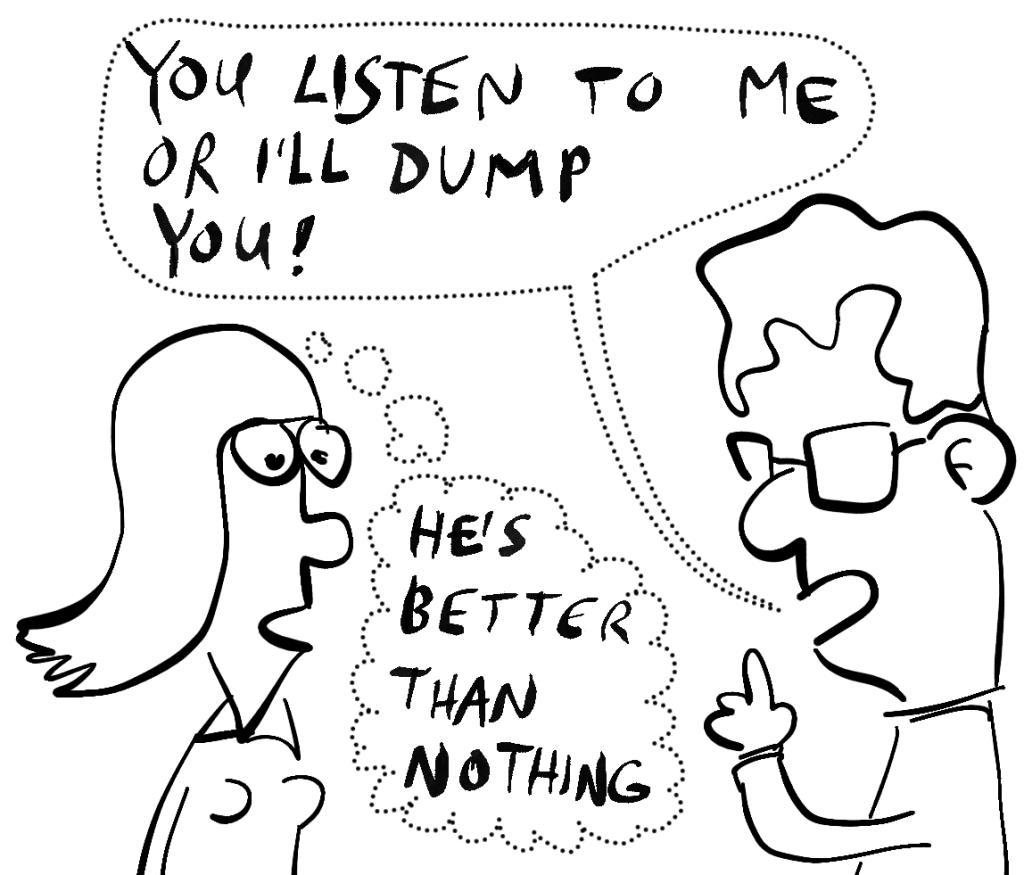 YOU LISTEN TO ME
OR I'LL DUMP
YOU!
HE'S
BETTER
THAN
NOTHING